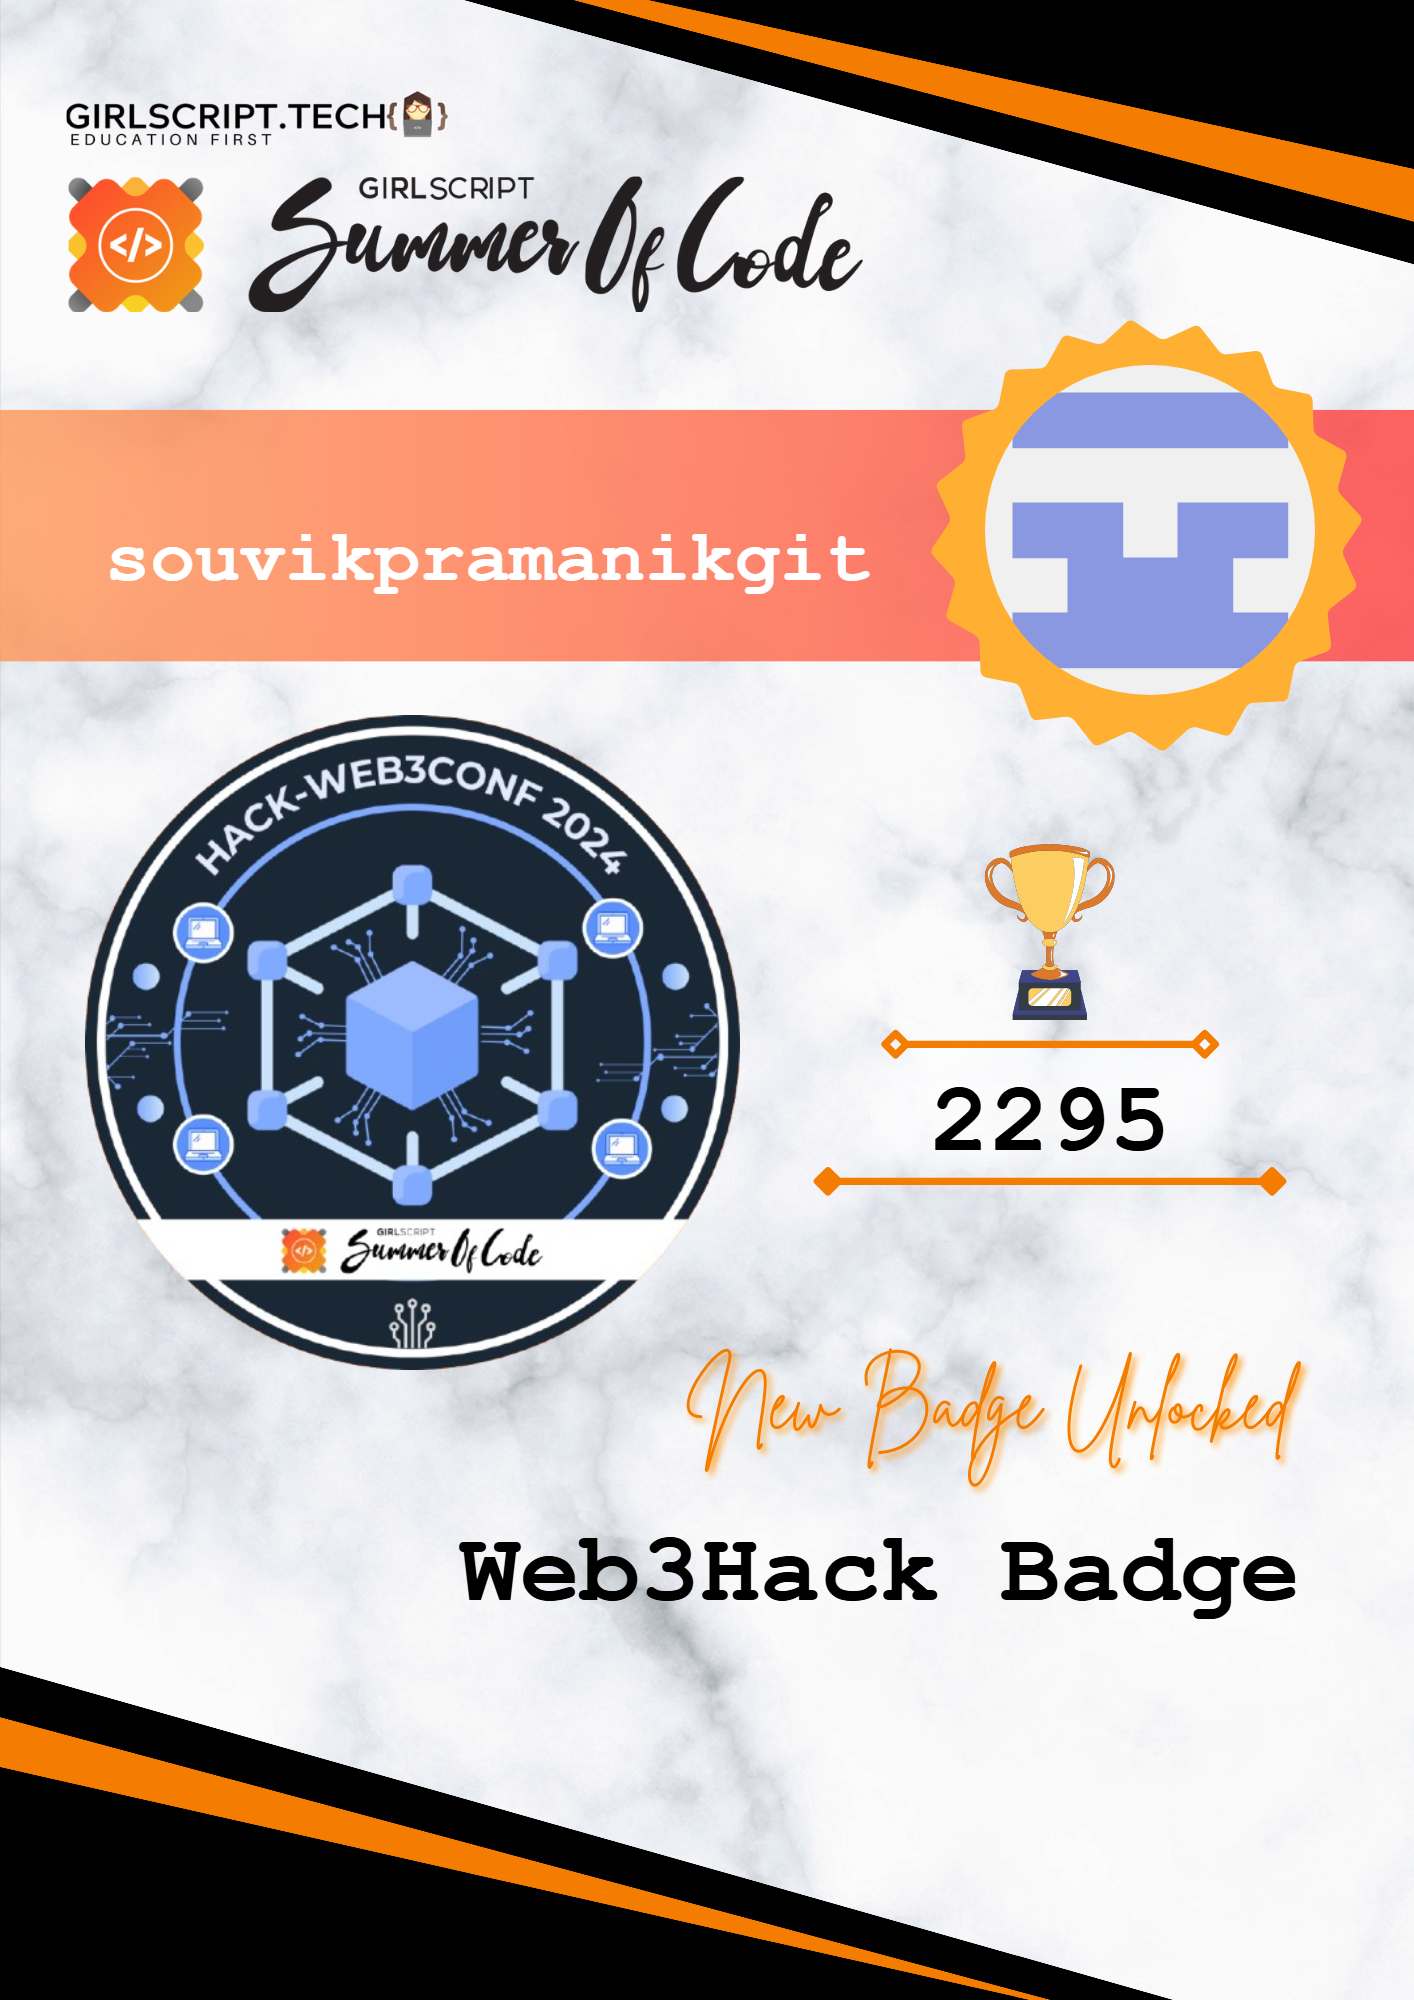 GIRLSCRIPT.TECH{ }
EDUCATION FIRST
GIRLSCRIPT
</> Summer Of Code
souvikpramanikgit
HACK-WEB3CONF 2024
2295
GIRLSCRIPT
</> Summer Of Code
New Badge Unlocked
Web3Hack Badge